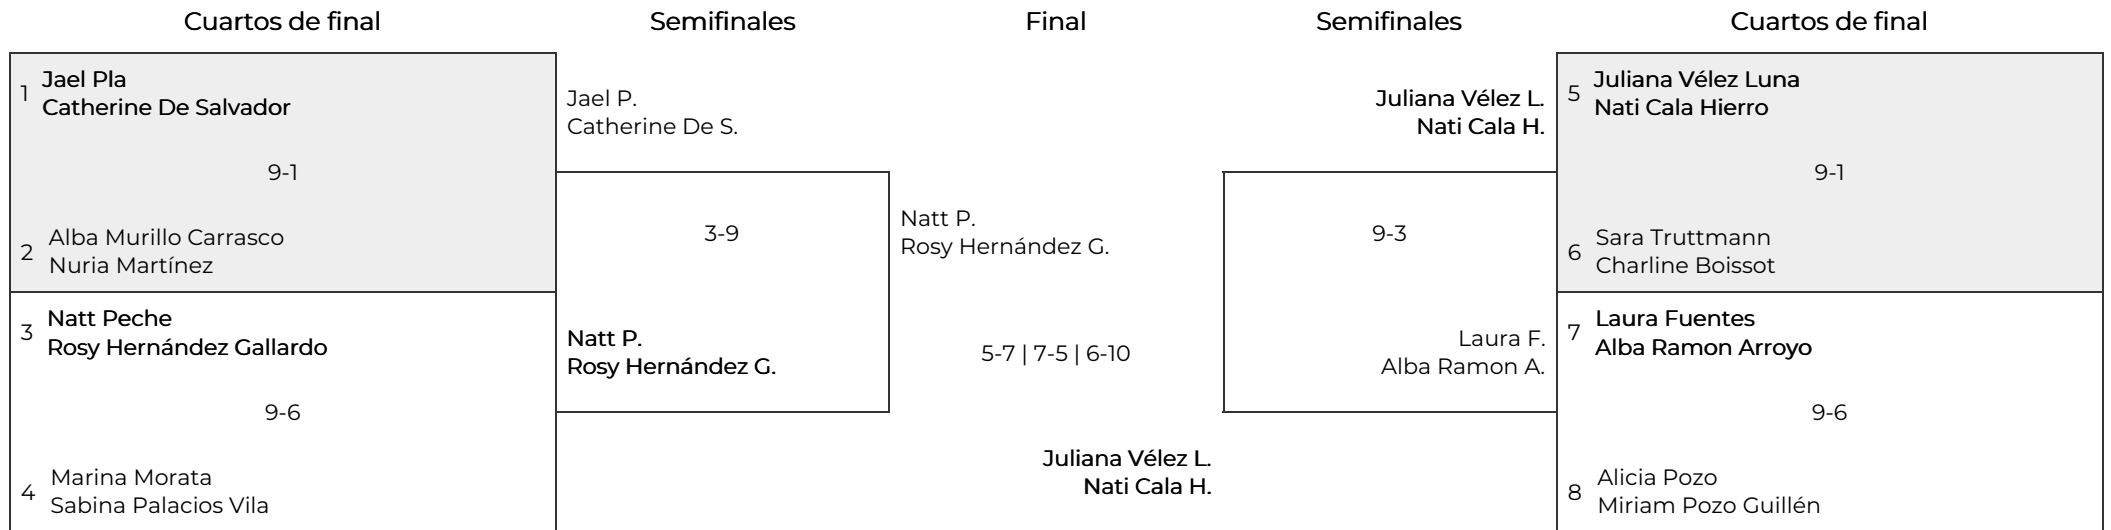 Cuartos de final
Semifinales
Final
Semifinales
Cuartos de final
1
Jael Pla
Catherine De Salvador
9-1
2
Alba Murillo Carrasco
Nuria Martínez
3
Natt Peche
Rosy Hernández Gallardo
9-6
4
Marina Morata
Sabina Palacios Vila
Jael P.
Catherine De S.
3-9
Natt P.
Rosy Hernández G.
Natt P.
Rosy Hernández G.
5-7 | 7-5 | 6-10
Juliana Vélez L.
Nati Cala H.
Juliana Vélez L.
Nati Cala H.
9-3
Laura F.
Alba Ramon A.
5
Juliana Vélez Luna
Nati Cala Hierro
9-1
6
Sara Truttmann
Charline Boissot
7
Laura Fuentes
Alba Ramon Arroyo
9-6
8
Alicia Pozo
Miriam Pozo Guillén